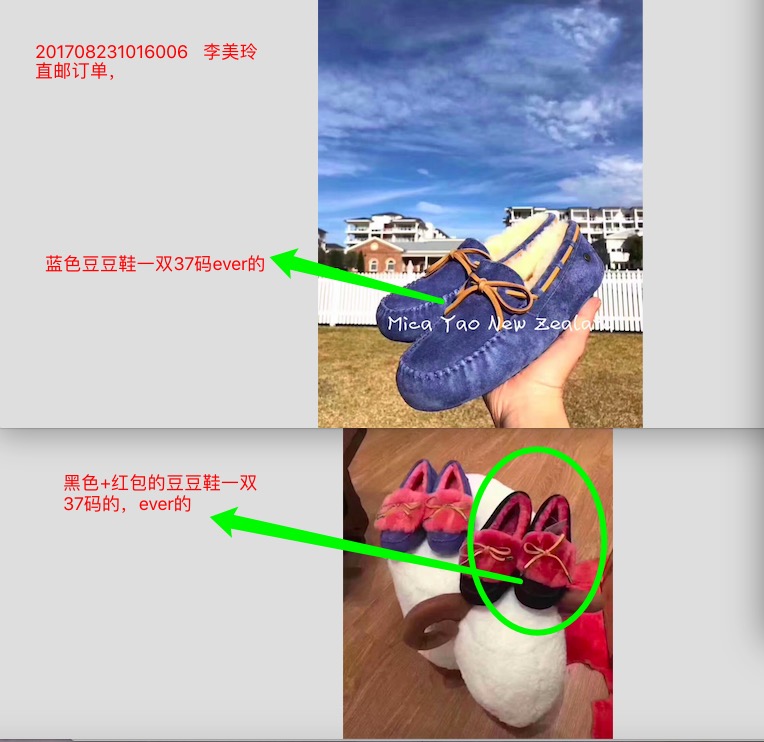 201708231016006 李美玲
直邮订单，
蓝色豆豆鞋一双37码ever的
Mica Yao New Zealand
黑色+红包的豆豆鞋一双
37码的，ever的